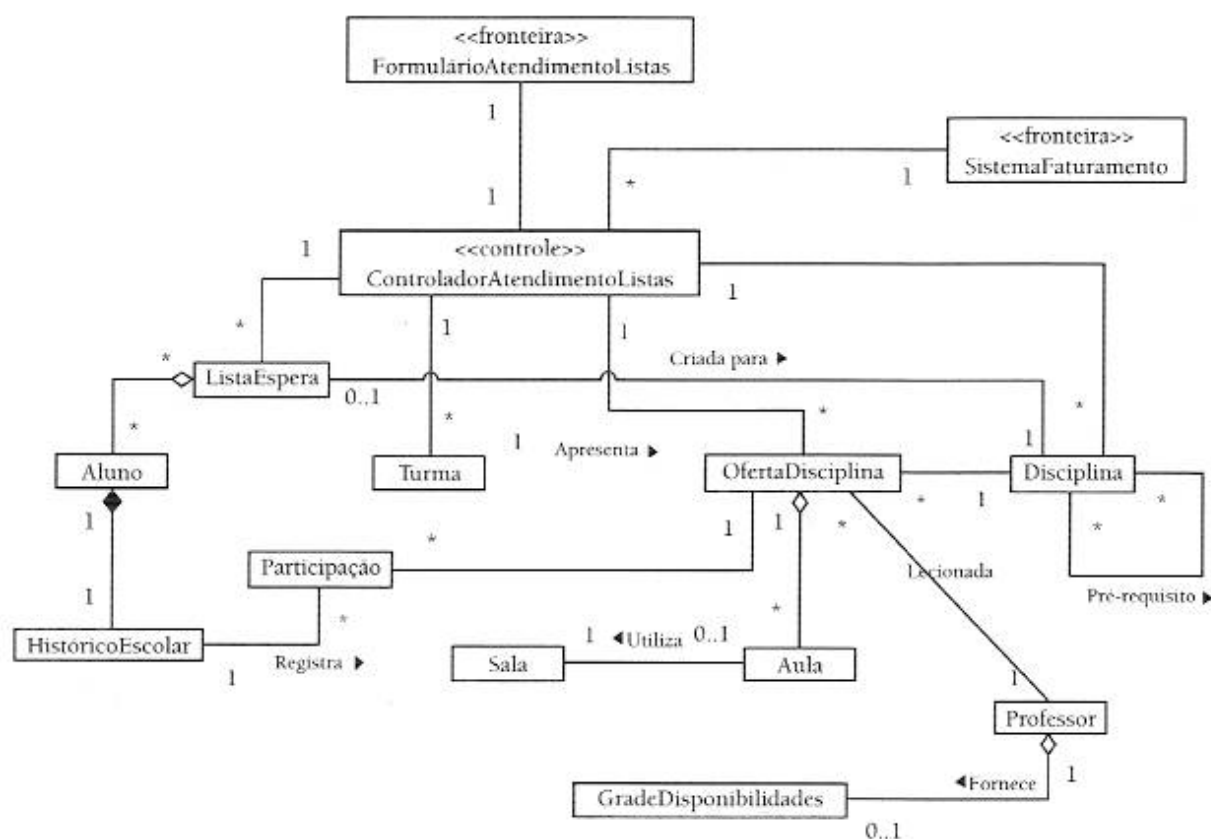 <<fronteira>>
FormulárioAtendimentoListas
1
<<fronteira>>
SistemaFaturamento
*
1
1
1
<<controle>>
ControladorAtendimentoListas
1
*
1
1
1
*
ListaEspera
0..1
Criada para ▶
*
*
*
1
Apresenta ▶
*
1
Aluno
Turma
OfertaDisciplina
Disciplina
*
1
*
*
1
1
1
*
Lecionada
Pré-requisito ▶
Participação
*
1
*
*
HistóricoEscolar
1
Registra ▶
1
◀Utiliza
0..1
Sala
Aula
1
Professor
1
◀Fornece
GradeDisponibilidades
0..1